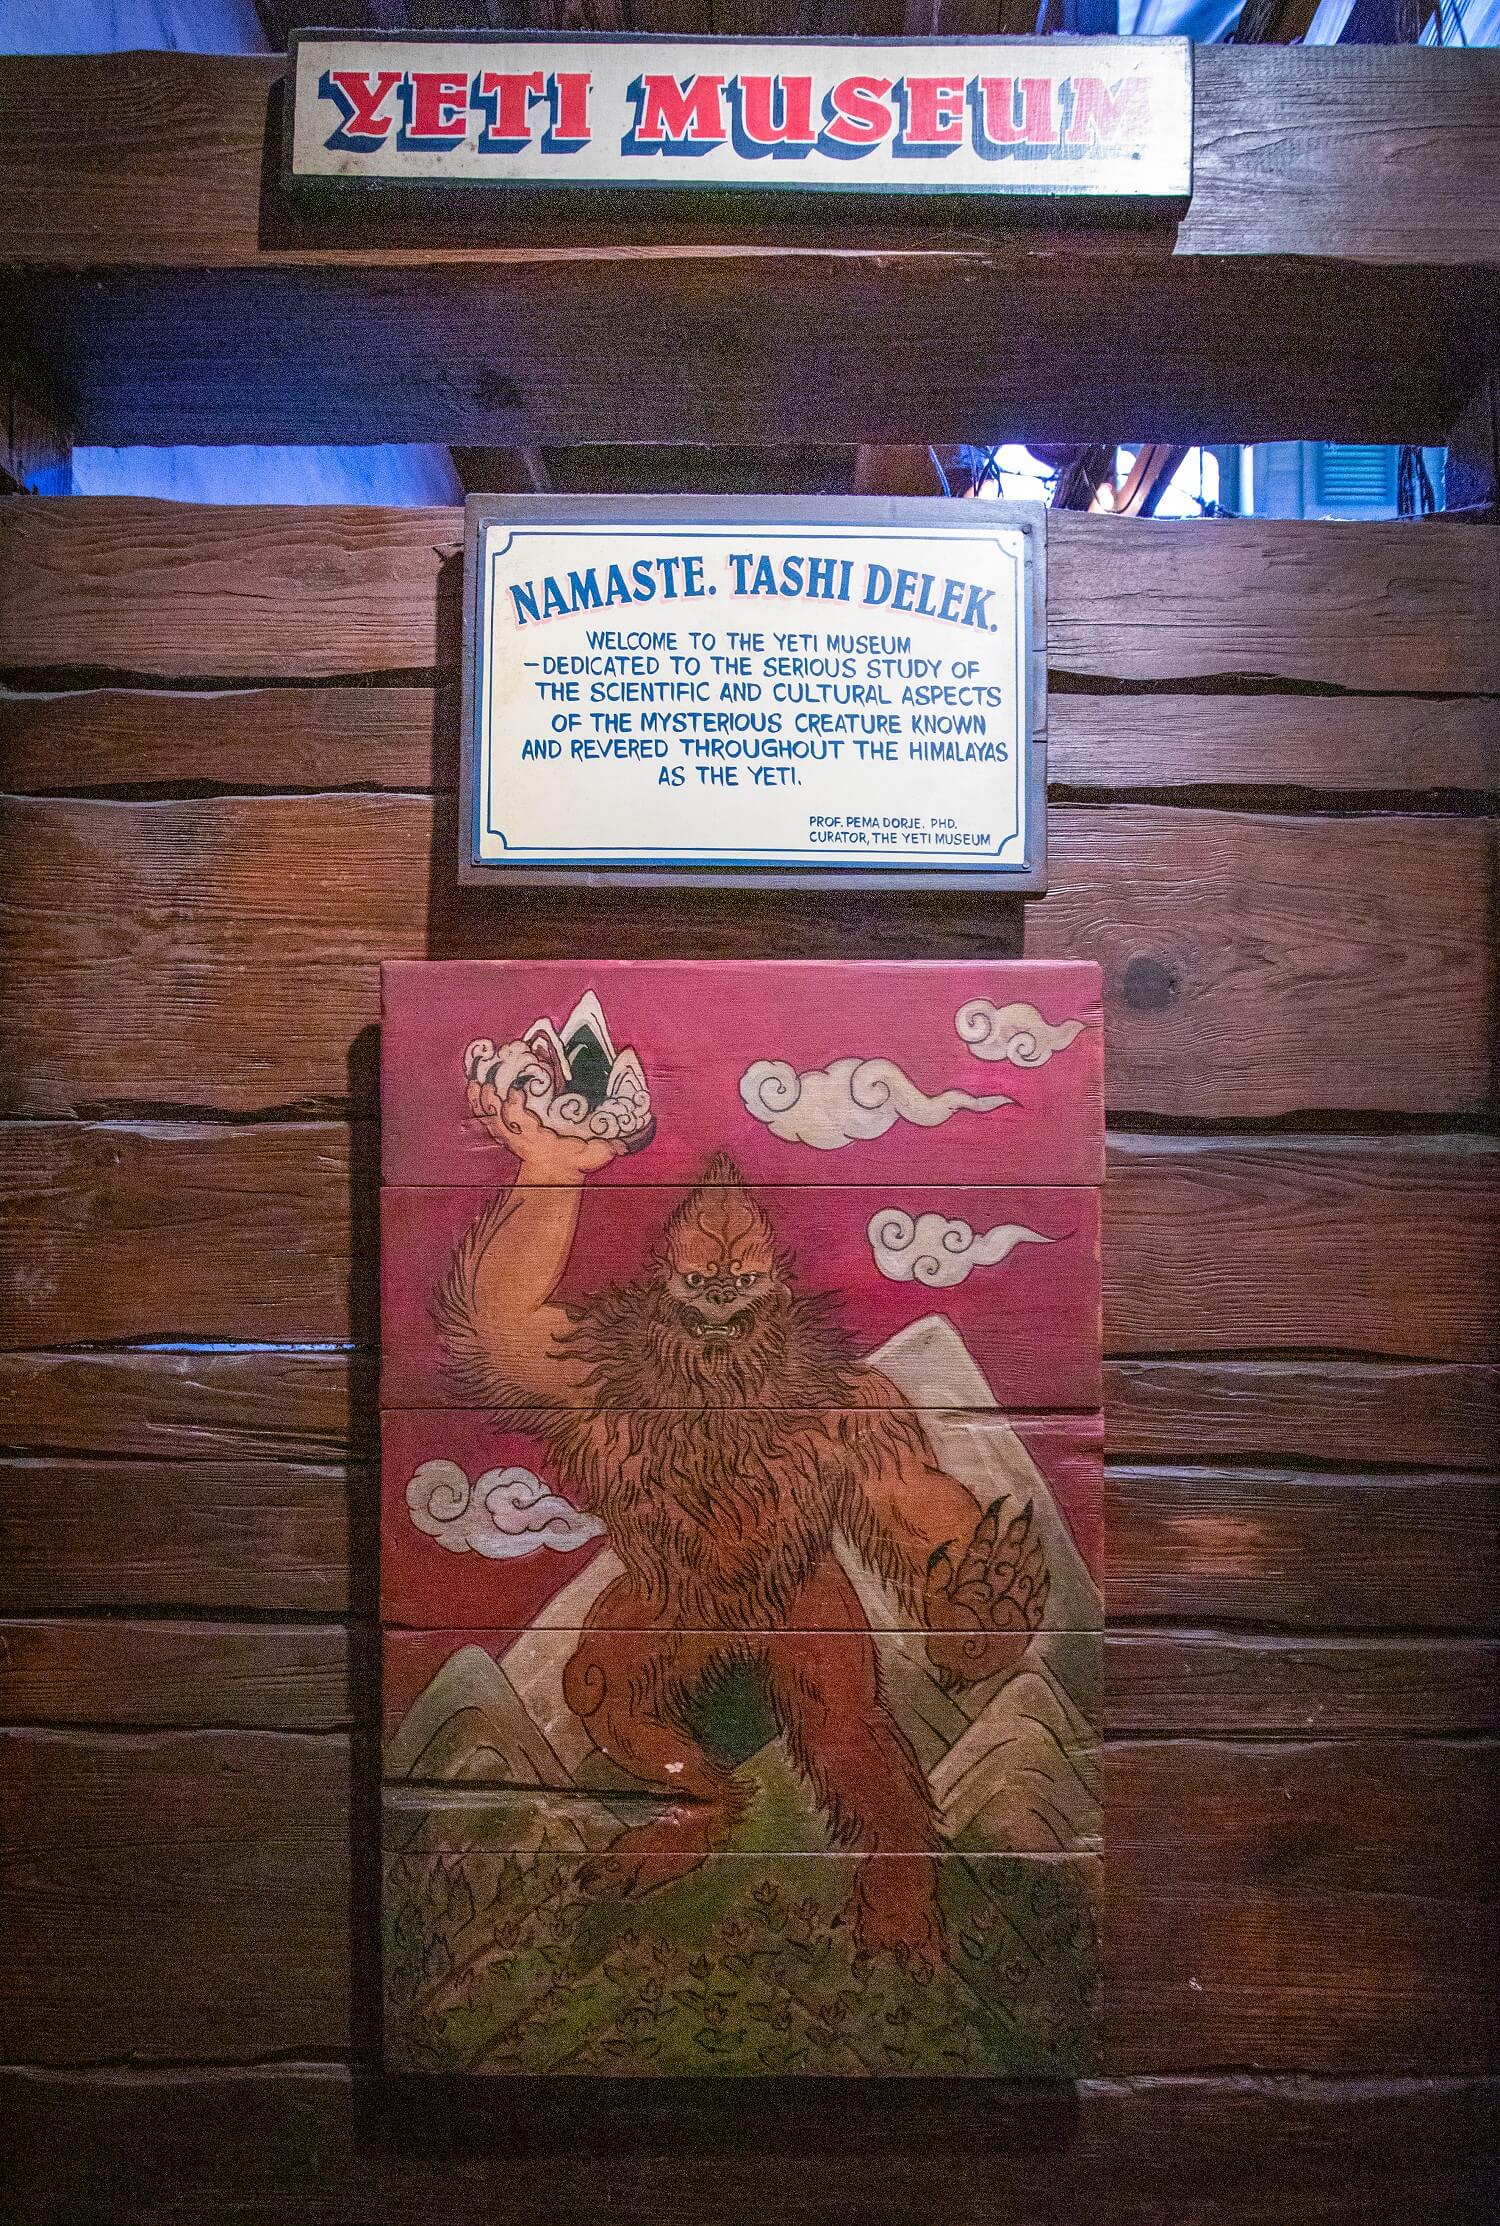 YETI MUSEUM
NAMASTE. TASHI DELEK.
WELCOME TO THE YETI MUSEUM
-DEDICATED TO THE SERIOUS STUDY OF
THE SCIENTIFIC AND CULTURAL ASPECTS
OF THE MYSTERIOUS CREATURE KNOWN
AND REVERED THROUGHOUT THE HIMALAYAS
AS THE YETI.
PROF. PEMA DORJE, PHD.
CURATOR, THE YETI MUSEUM